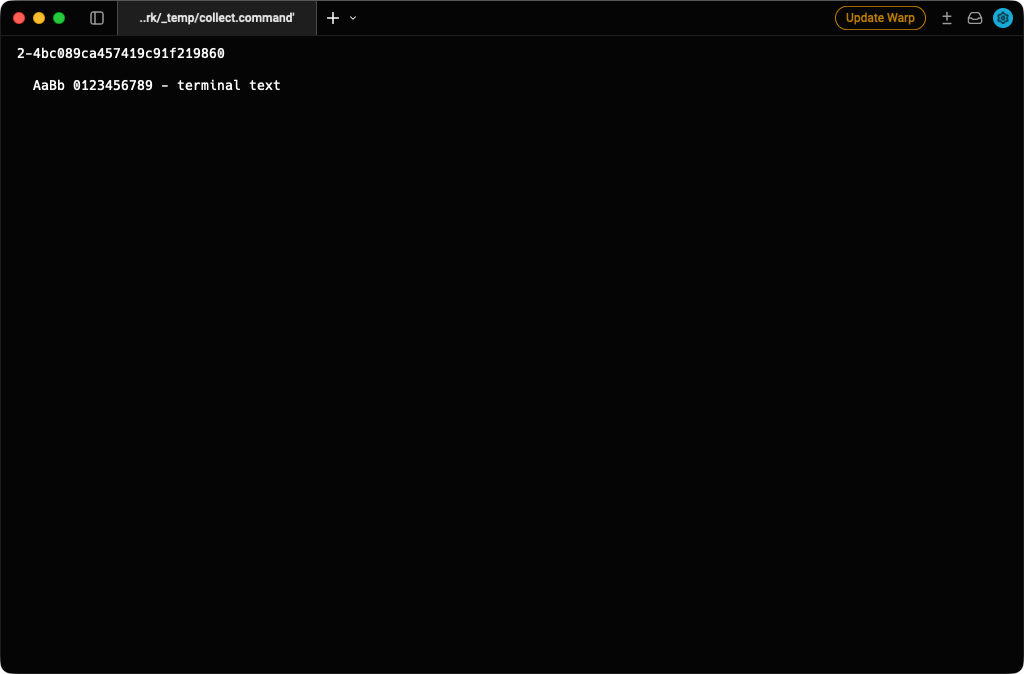 ..rk/_temp/collect.command'
Update Warp
2-4bc089ca457419c91f219860
AaBb 0123456789 - terminal text